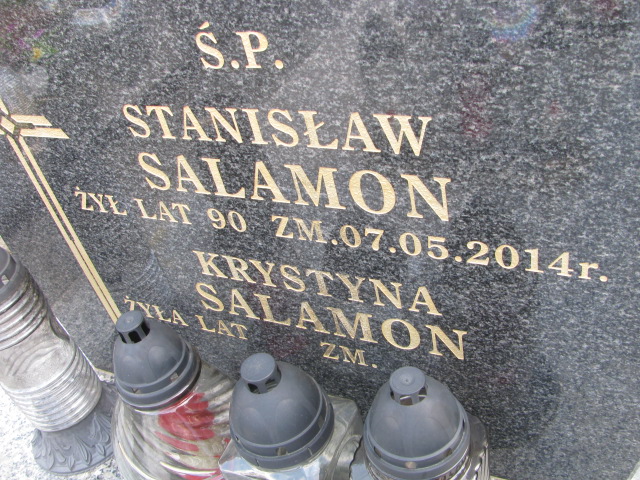 Ś.P.
STANISŁAW
SALAMON
ŻYŁ LAT 90 ZM.07.05.2014r.
KRYSTYNA
SALAMON
ŻYŁA LAT ZM.